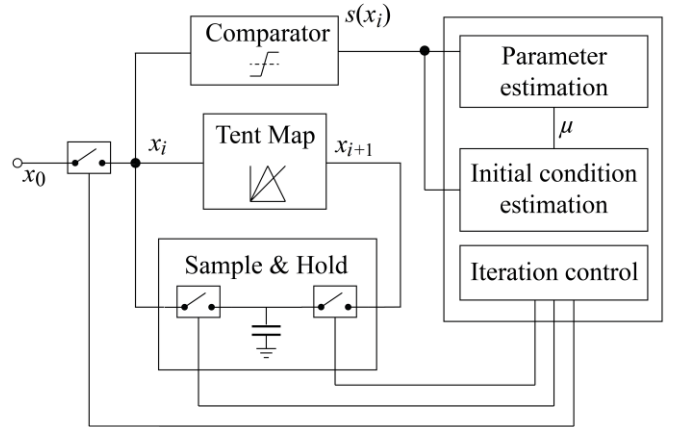 Comparator
s(x_i)
Parameter
estimation
μ
Tent Map
x_i
x_{i+1}
x_0
Initial condition
estimation
Sample & Hold
Iteration control